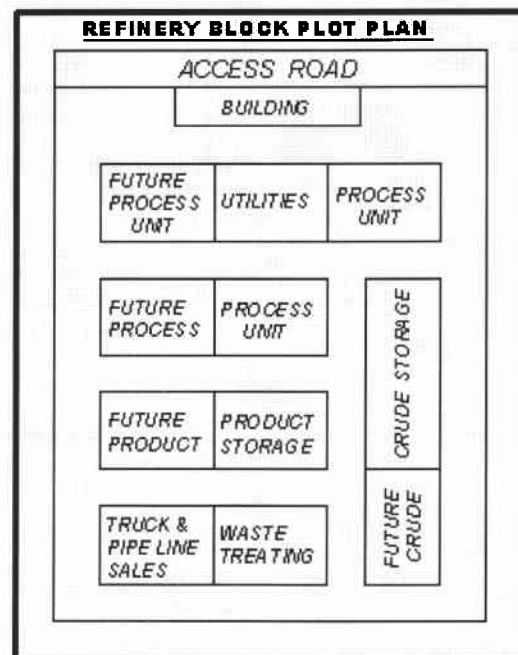 REFINERY BLOCK PLOT PLAN
ACCESS ROAD
BUILDING
FUTURE
PROCESS
UNIT
UTILITIES
PROCESS
UNIT
FUTURE
PROCESS
PROCESS
UNIT
CRUDE STORAGE
FUTURE
PRODUCT
PRODUCT
STORAGE
TRUCK &
PIPE LINE
SALES
WASTE
TREATING
FUTURE
CRUDE